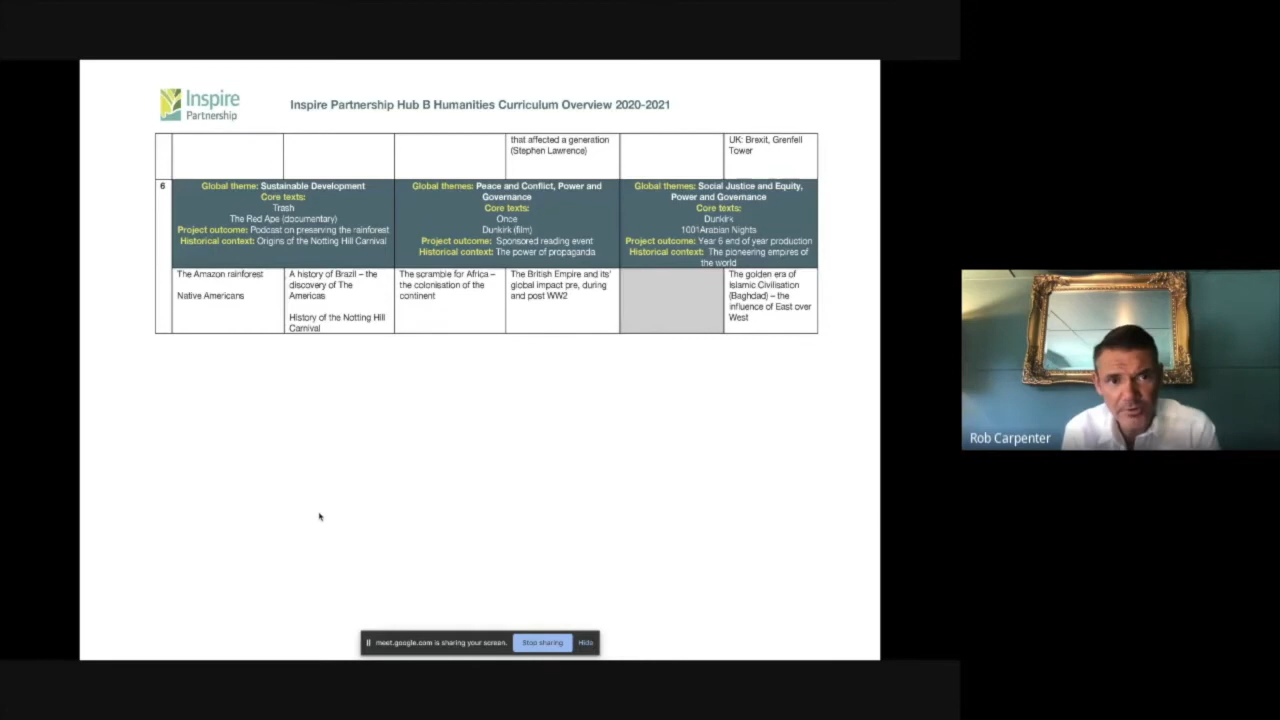 Inspire
Partnership
Inspire Partnership Hub B Humanities Curriculum Overview 2020-2021
that affected a generation
(Stephen Lawrence)
UK: Brexit, Grenfell
Tower
6
Global theme: Sustainable Development
Core texts:
Trash
The Red Ape (documentary)
Project outcome: Podcast on preserving the rainforest
Historical context: Origins of the Notting Hill Carnival
Global themes: Peace and Conflict, Power and
Governance
Core texts:
Once
Dunkirk (film)
Project outcome: Sponsored reading event
Historical context: The power of propaganda
Global themes: Social Justice and Equity,
Power and Governance
Core texts:
Dunkirk
1001Arabian Nights
Project outcome: Year 6 end of year production
Historical context: The pioneering empires of
the world
The Amazon rainforest
Native Americans
A history of Brazil – the
discovery of The
Americas
History of the Notting Hill
Carnival
The scramble for Africa –
the colonisation of the
continent
The British Empire and its'
global impact pre, during
and post WW2
The golden era of
Islamic Civilisation
(Baghdad) – the
influence of East over
West
Rob Carpenter
meet.google.com is sharing your screen.
Stop sharing
Hide